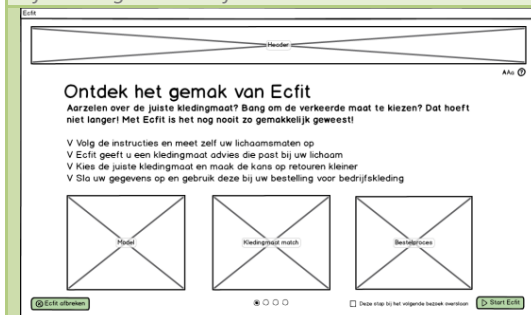 Ecfit
Header
AAa ?
Ontdek het gemak van Ecfit
Aarzelen over de juiste kledingmaat? Bang om de verkeerde maat te kiezen? Dat hoeft
niet langer! Met Ecfit is het nog nooit zo gemakkelijk geweest!
V Volg de instructies en meet zelf uw lichaamsmaten op
V Ecfit geeft u een kledingmaat advies die past bij uw lichaam
V Kies de juiste kledingmaat en maak de kans op retouren kleiner
V Sla uw gegevens op en gebruik deze bij uw bestelling voor bedrijfskleding
Model
Kledingmaat match
Bestelproces
Ecfit afbreken
Deze stap bij het volgende bezoek overslaan
Start Ecfit